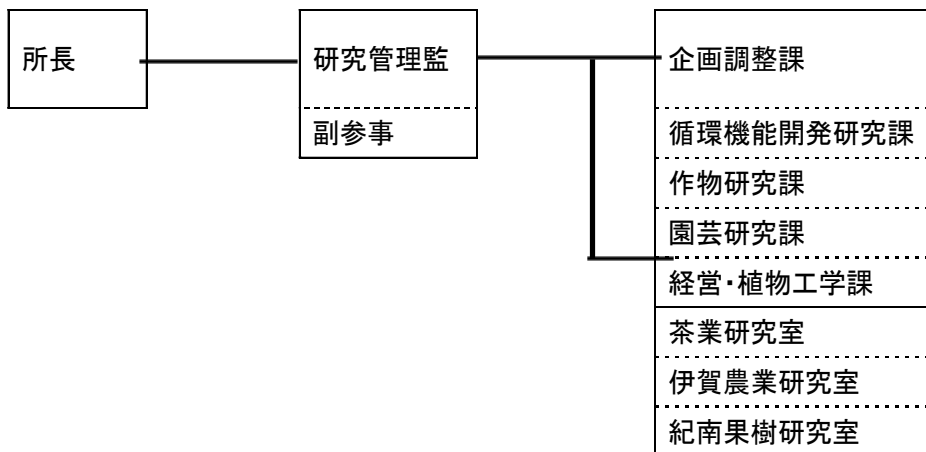 所長
研究管理監
副参事
企画調整課
循環機能開発研究課
作物研究課
園芸研究課
経営・植物工学課
茶業研究室
伊賀農業研究室
紀南果樹研究室